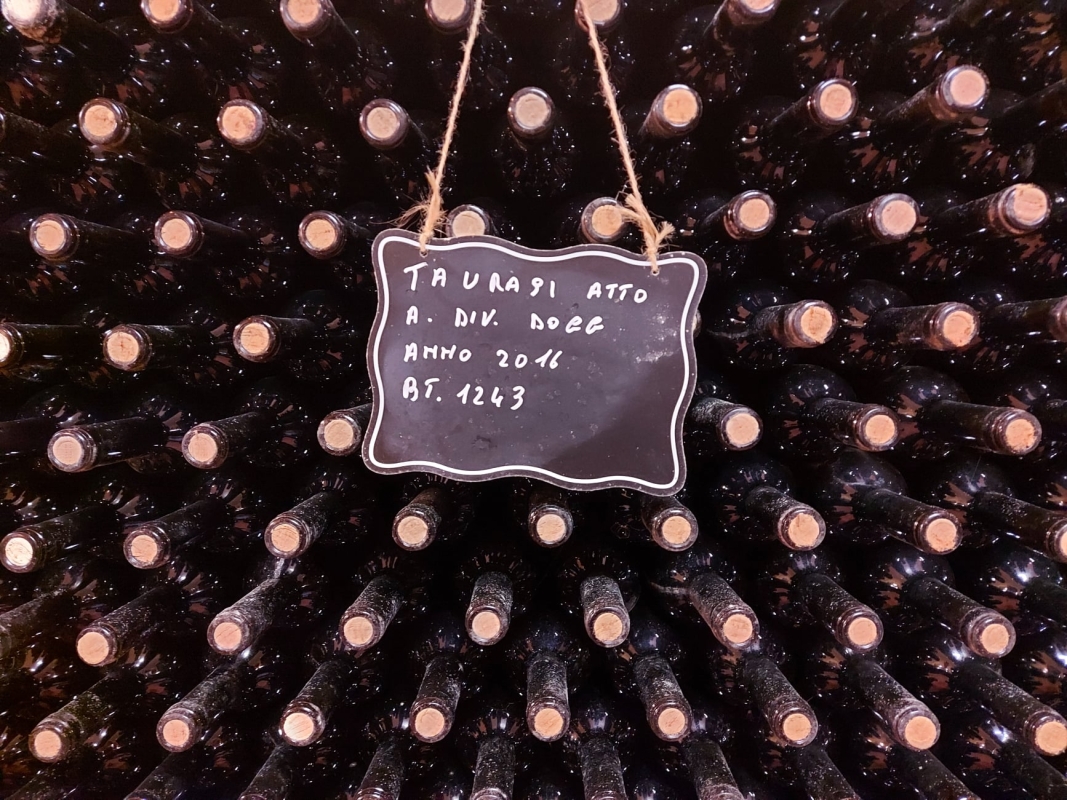 TAURASI ATTO
A. DIV. DOCG
ANNO 2016
BT. 1243